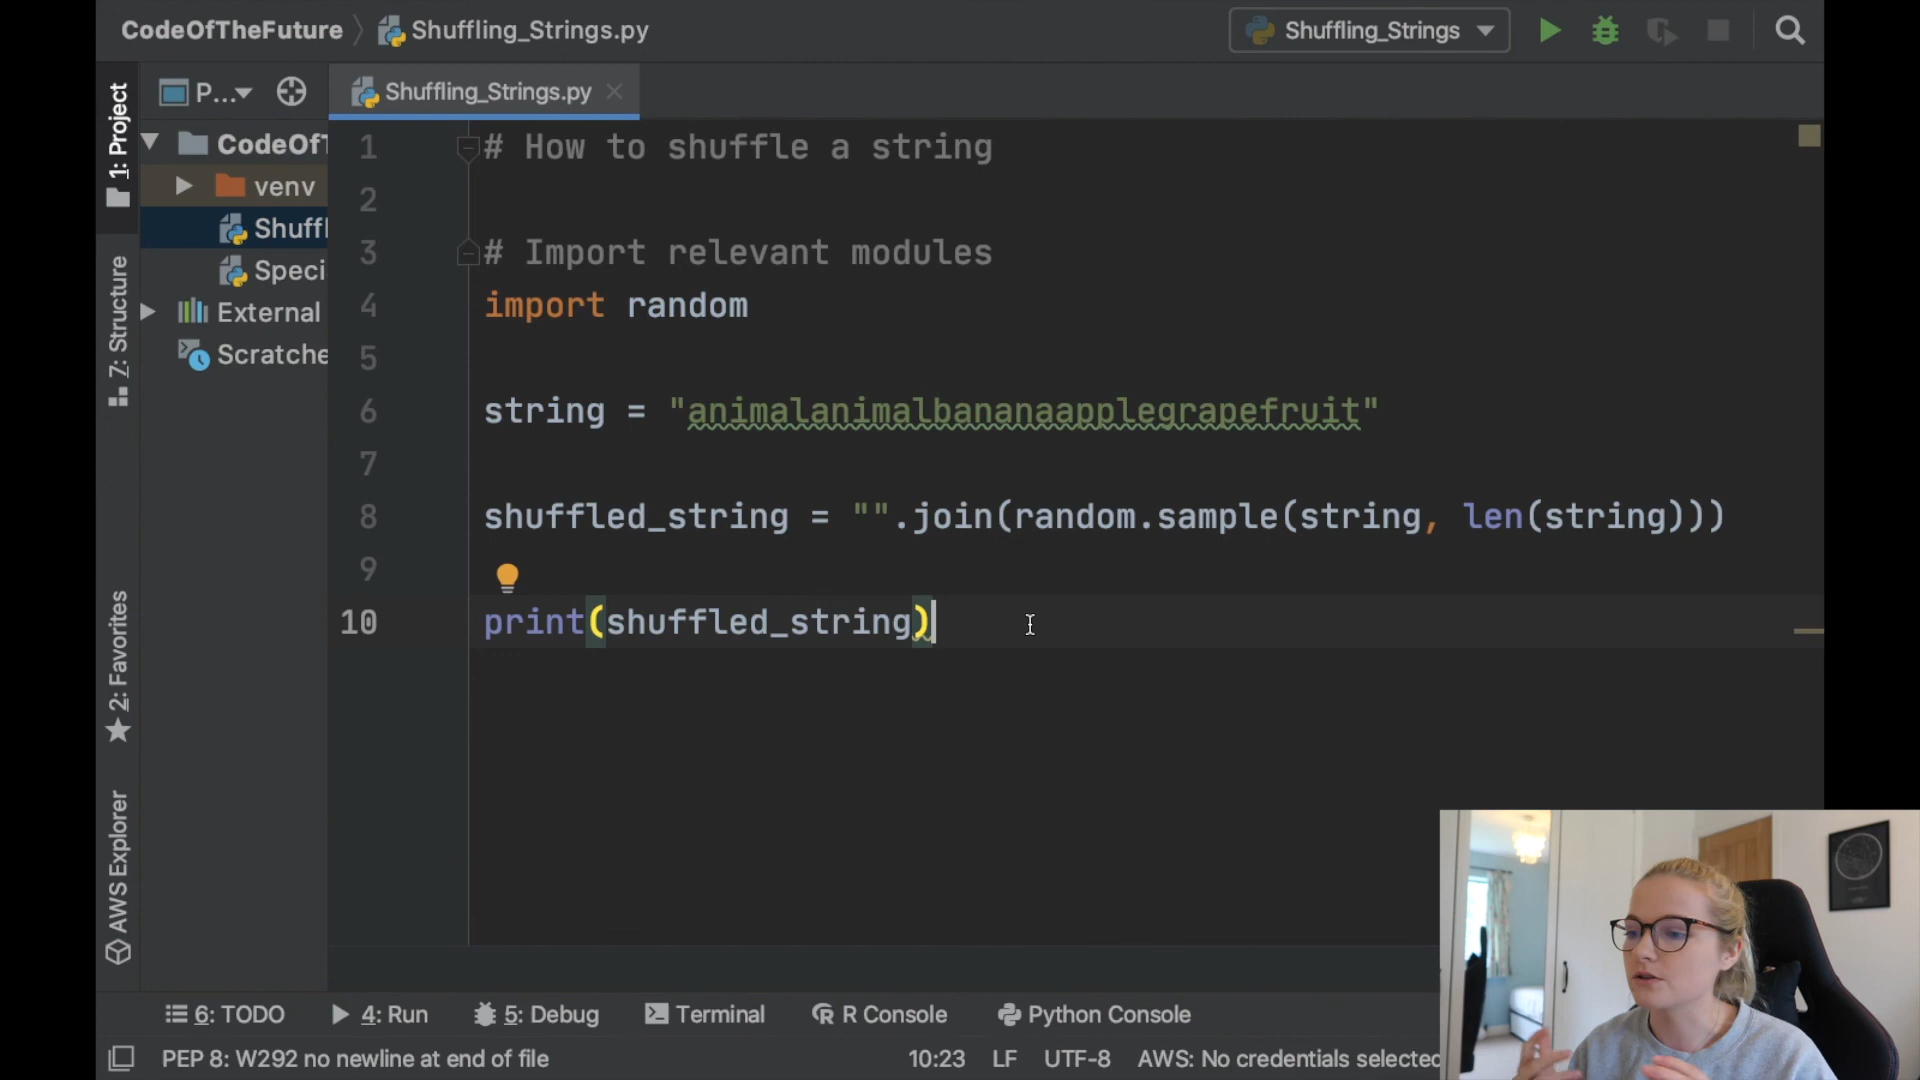 CodeOfTheFuture
Shuffling_Strings.py
Shuffling_Strings
1: Project
P...
Shuffling_Strings.py
CodeOfT
venv
Shuffl
Speci
External
Scratche
7: Structure
2: Favorites
AWS Explorer
1 # How to shuffle a string
2
3 # Import relevant modules
4 import random
5
6 string = "animalanimalbananaapplegrapefruit"
7
8 shuffled_string = "".join(random.sample(string, len(string)))
9
10 print(shuffled_string)
6: TODO
4: Run
5: Debug
Terminal
R Console
Python Console
PEP 8: W292 no newline at end of file
10:23
LF
UTF-8
AWS: No credentials selected